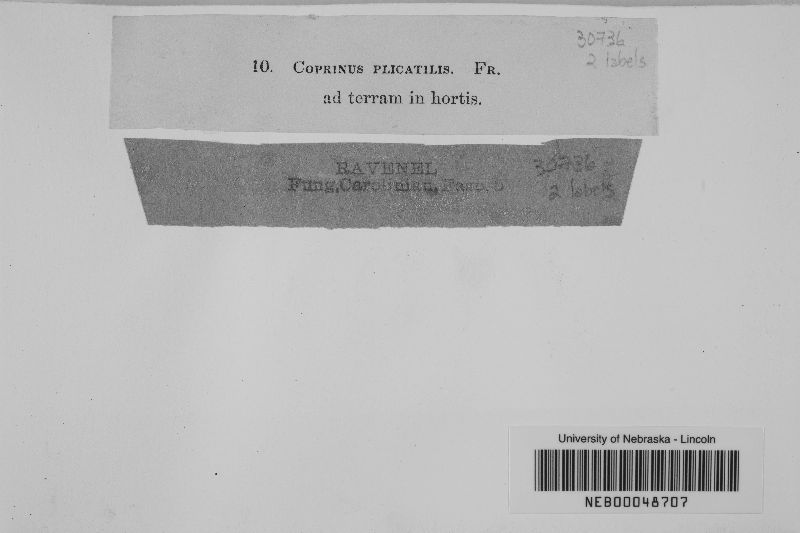 30736
2 labels
10. COPRINUS PLICATILIS. FR.
ad terram in hortis.
30736
RAVENEL
Fung. Carolinian, Fasc.
2 labels
University of Nebraska - Lincoln
NEB00048707